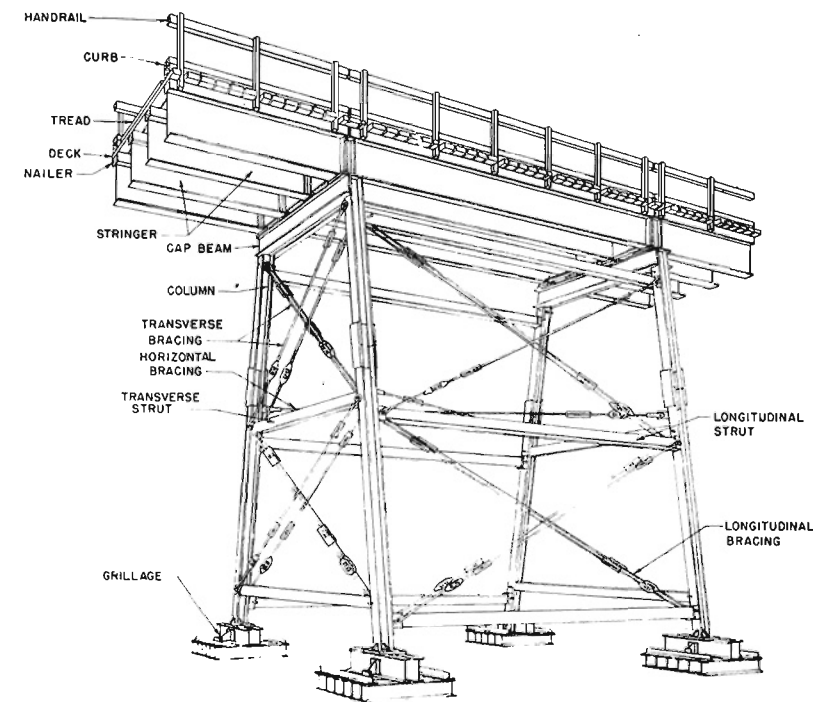 HANDRAIL
CURB
TREAD
DECK
NAILER
STRINGER
CAP BEAM
COLUMN
TRANSVERSE
BRACING
HORIZONTAL
BRACING
TRANSVERSE
STRUT
LONGITUDINAL
STRUT
LONGITUDINAL
BRACING
GRILLAGE